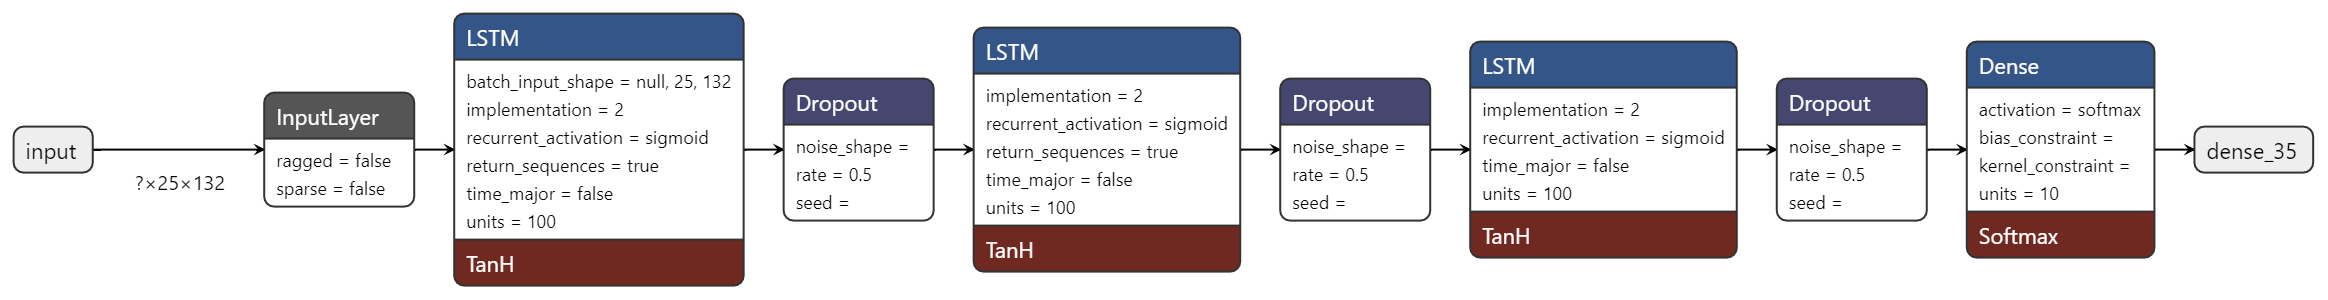 input
?×25×132
InputLayer
ragged = false
sparse = false
LSTM
batch_input_shape = null, 25, 132
implementation = 2
recurrent_activation = sigmoid
return_sequences = true
time_major = false
units = 100
TanH
Dropout
noise_shape =
rate = 0.5
seed =
LSTM
implementation = 2
recurrent_activation = sigmoid
return_sequences = true
time_major = false
units = 100
TanH
Dropout
noise_shape =
rate = 0.5
seed =
LSTM
implementation = 2
recurrent_activation = sigmoid
time_major = false
units = 100
TanH
Dropout
noise_shape =
rate = 0.5
seed =
Dense
activation = softmax
bias_constraint =
kernel_constraint =
units = 10
Softmax
dense_35